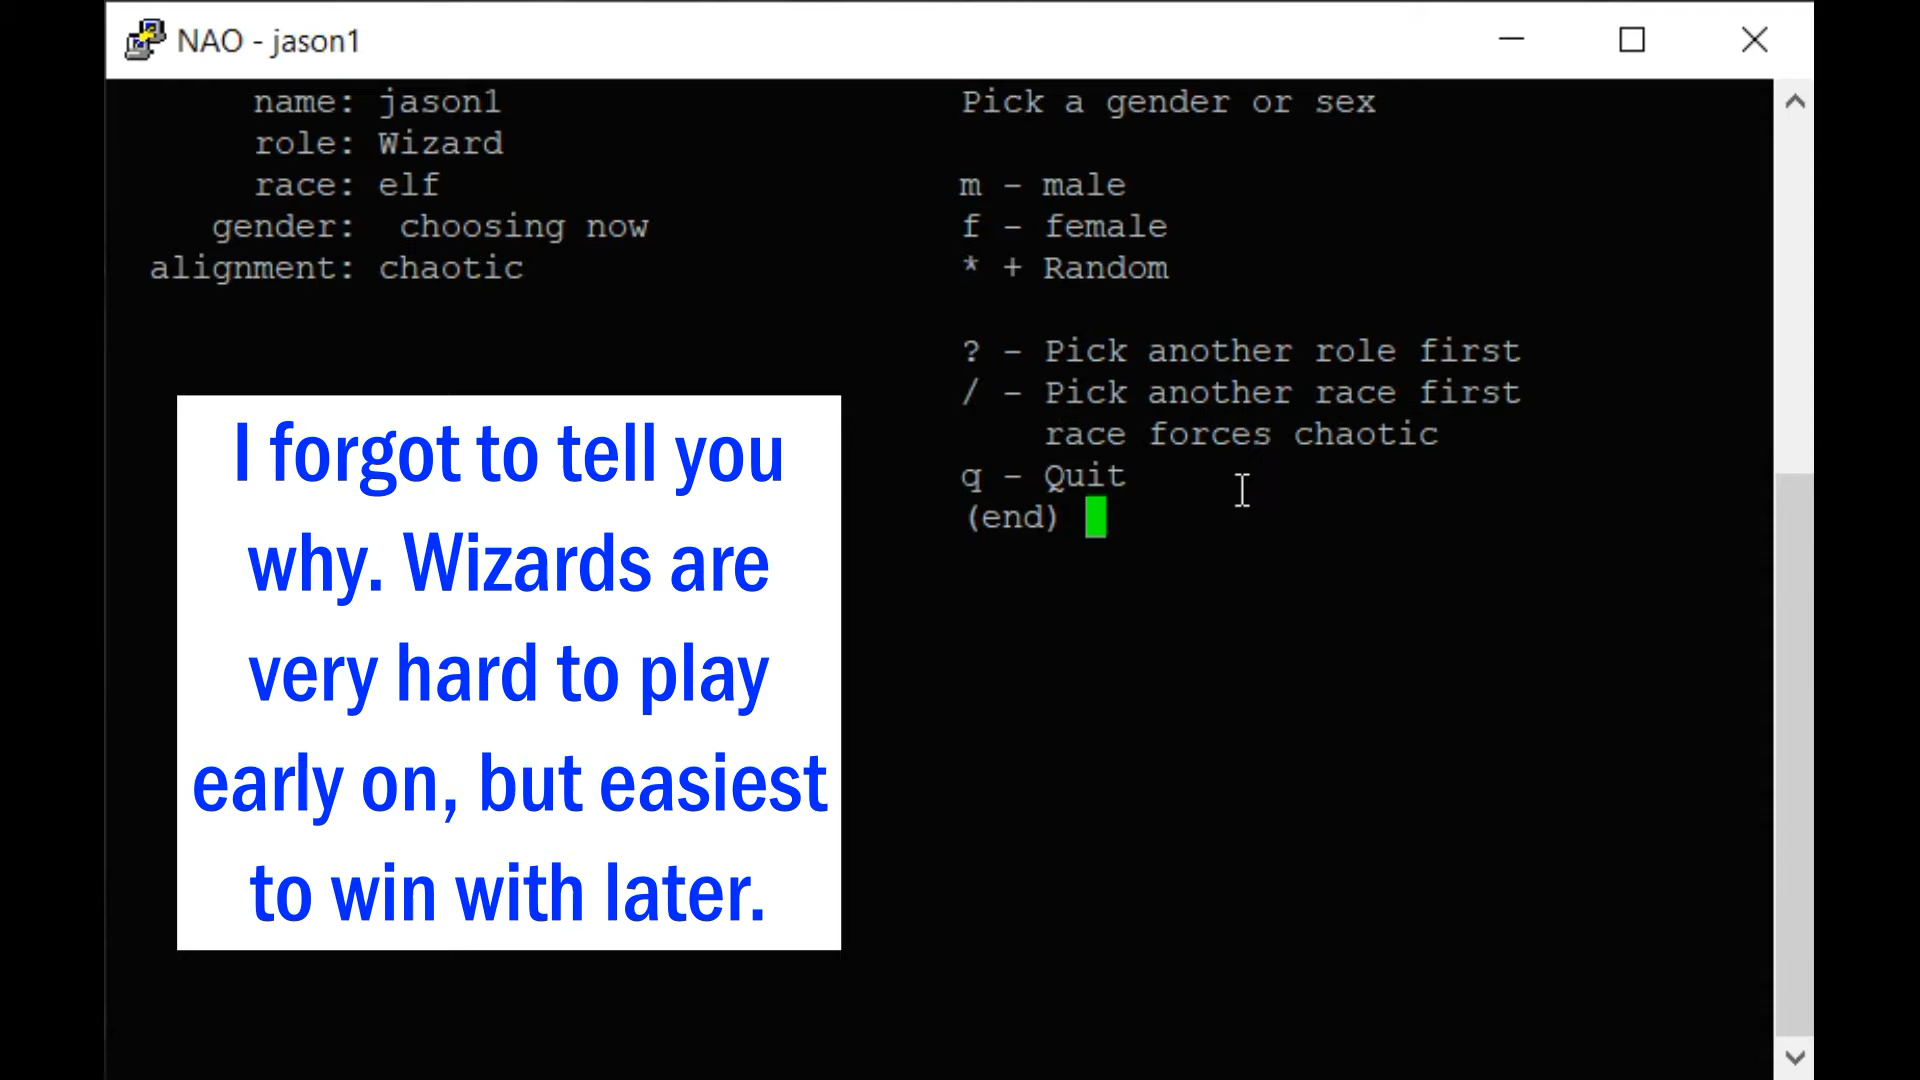 NAO - jason1
name: jason1
role: Wizard
race: elf
gender: choosing now
alignment: chaotic
Pick a gender or sex
m - male
f - female
* + Random
? - Pick another role first
/ - Pick another race first
race forces chaotic
q - Quit
(end)
I forgot to tell you
why. Wizards are
very hard to play
early on, but easiest
to win with later.